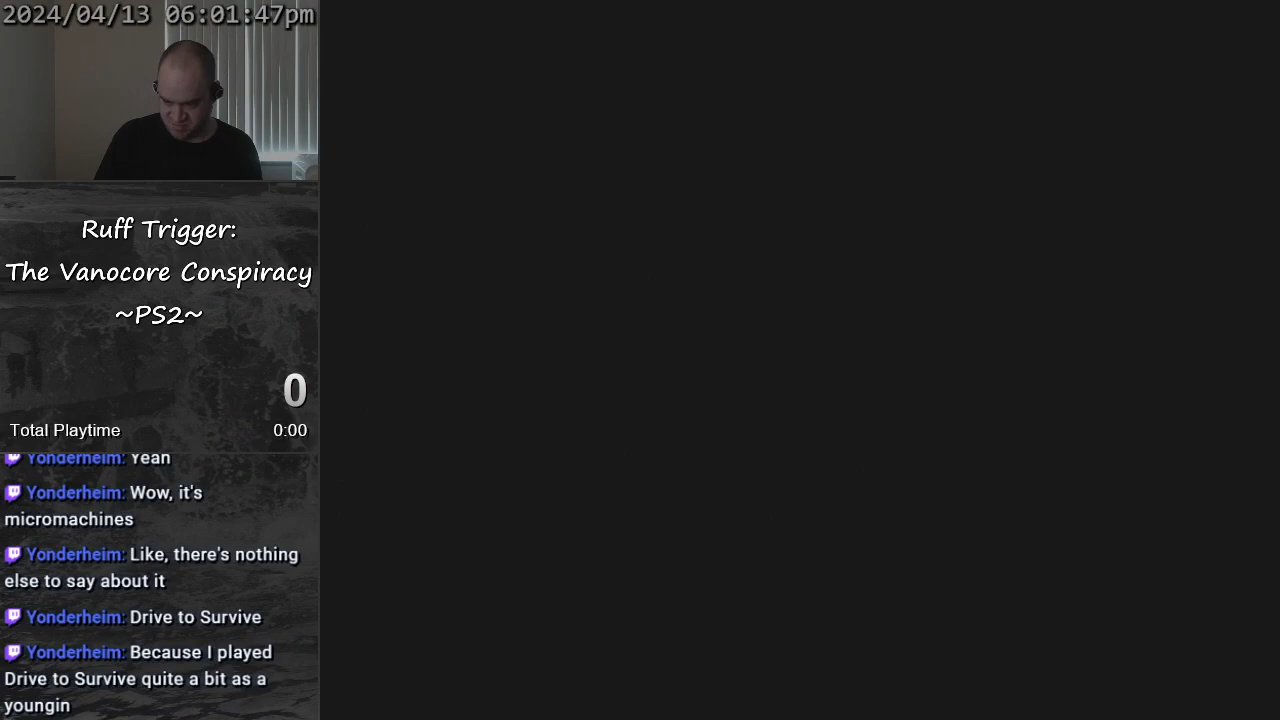 2024/04/13 06:01:47pm
Ruff Trigger:
The Vanocore Conspiracy
~PS2~
0
Total Playtime 0:00
Yonderheim: Yeah
Yonderheim: Wow, it's
micromachines
Yonderheim: Like, there's nothing
else to say about it
Yonderheim: Drive to Survive
Yonderheim: Because I played
Drive to Survive quite a bit as a
youngin